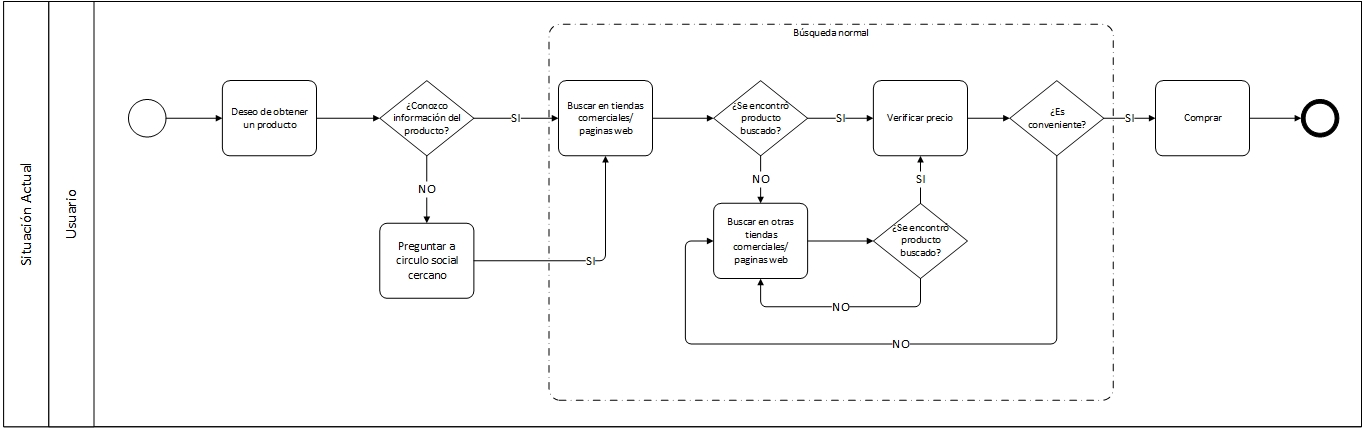 Situación Actual
Usuario
Búsqueda normal
Deseo de obtener
un producto
¿Conozco
información del
producto?
SI
Buscar en tiendas
comerciales/
paginas web
¿Se encontró
producto
buscado?
SI
Verificar precio
¿Es
conveniente?
SI
Comprar
NO
NO
SI
Preguntar a
circulo social
cercano
SI
Buscar en otras
tiendas
comerciales/
paginas web
¿Se encontró
producto
buscado?
NO
NO